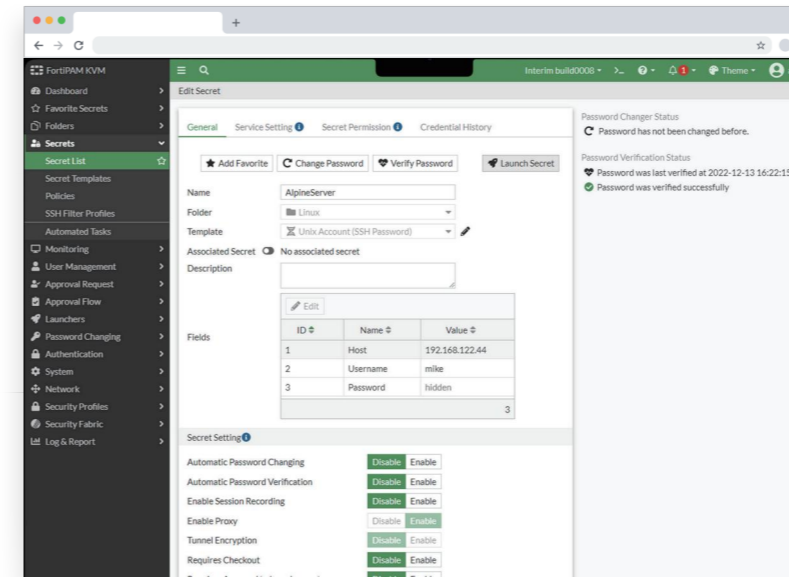 FortiPAM KVM
Interim build0008
>_
1
Theme
Dashboard
Favorite Secrets
Folders
Secrets
Secret List
Secret Templates
Policies
SSH Filter Profiles
Automated Tasks
Monitoring
User Management
Approval Request
Approval Flow
Launchers
Password Changing
Authentication
System
Network
Security Profiles
Security Fabric
Log & Report
Edit Secret
General Service Setting Secret Permission Credential History
Add Favorite Change Password Verify Password Launch Secret
Name AlpineServer
Folder Linux
Template Unix Account (SSH Password)
Associated Secret No associated secret
Description
Edit
Fields
ID Name Value
1 Host 192.168.122.44
2 Username mike
3 Password hidden
3
Secret Setting
Automatic Password Changing Disable Enable
Automatic Password Verification Disable Enable
Enable Session Recording Disable Enable
Enable Proxy Disable Enable
Tunnel Encryption Disable Enable
Requires Checkout Disable Enable
Password Changer Status
Password has not been changed before.
Password Verification Status
Password was last verified at 2022-12-13 16:22:15
Password was verified successfully